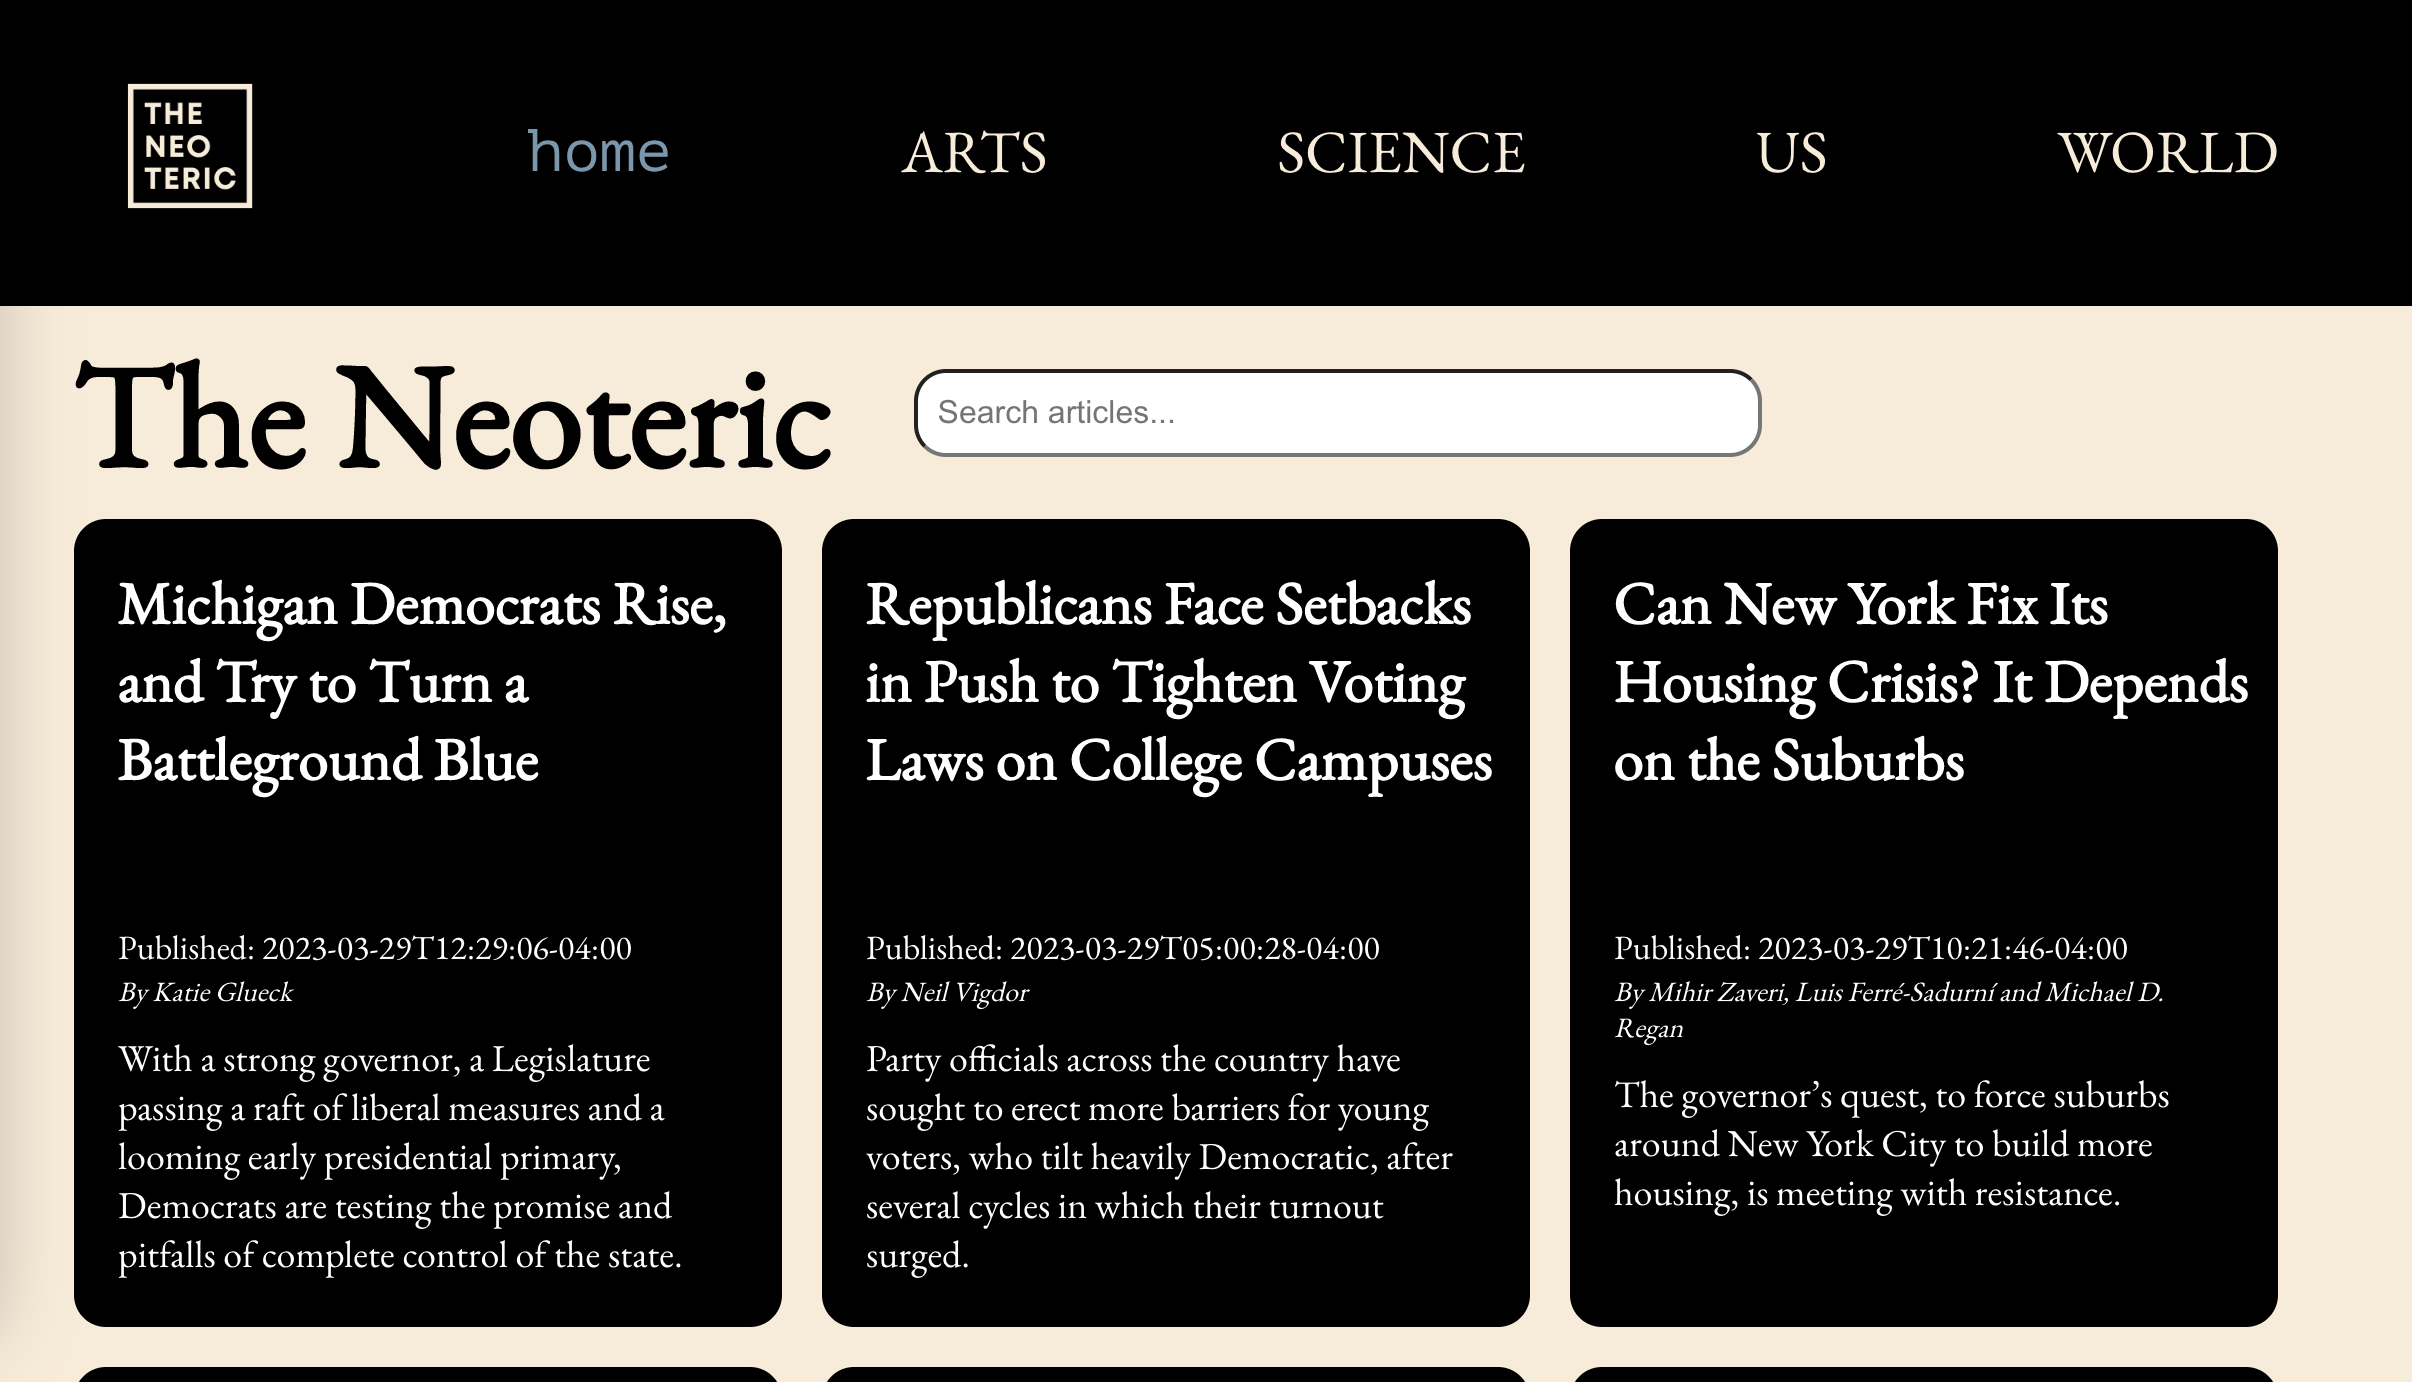 THE
NEO
TERIC
home
ARTS
SCIENCE
US
WORLD
The Neoteric
Search articles...
Michigan Democrats Rise,
and Try to Turn a
Battleground Blue
Published: 2023-03-29T12:29:06-04:00
By Katie Glueck
With a strong governor, a Legislature
passing a raft of liberal measures and a
looming early presidential primary,
Democrats are testing the promise and
pitfalls of complete control of the state.
Republicans Face Setbacks
in Push to Tighten Voting
Laws on College Campuses
Published: 2023-03-29T05:00:28-04:00
By Neil Vigdor
Party officials across the country have
sought to erect more barriers for young
voters, who tilt heavily Democratic, after
several cycles in which their turnout
surged.
Can New York Fix Its
Housing Crisis? It Depends
on the Suburbs
Published: 2023-03-29T10:21:46-04:00
By Mihir Zaveri, Luis Ferré-Sadurní and Michael D.
Regan
The governor’s quest, to force suburbs
around New York City to build more
housing, is meeting with resistance.